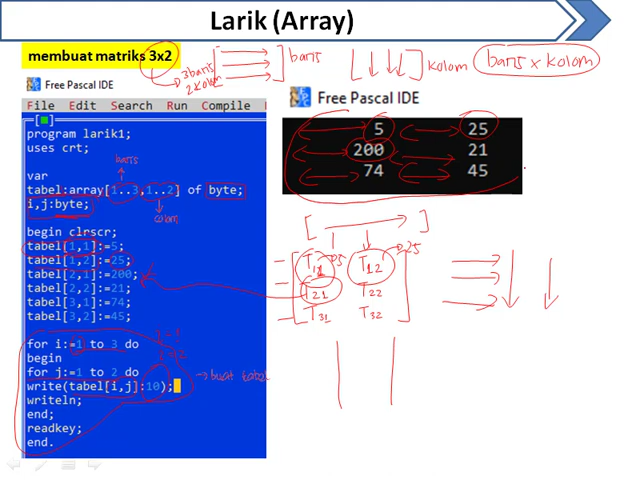 Larik (Array)
membuat matriks 3x2
3 baris
2 kolom
baris
kolom
baris x kolom
Free Pascal IDE
File Edit Search Run Compile
program larik1;
uses crt;
baris
var
tabel:array[1..3,1..2] of byte;
i,j:byte;
kolom
begin clrscr;
tabel[1,1]:=5;
tabel[1,2]:=25;
tabel[2,1]:=200;
tabel[2,2]:=21;
tabel[3,1]:=74;
tabel[3,2]:=45;
for i:=1 to 3 do
begin
for j:=1 to 2 do
write(tabel[i,j]:10);
writeln;
end;
readkey;
end.
buat tabel
Free Pascal IDE
5 25
200 21
74 45
T11 5 T12 25
T21 T22
T31 T32